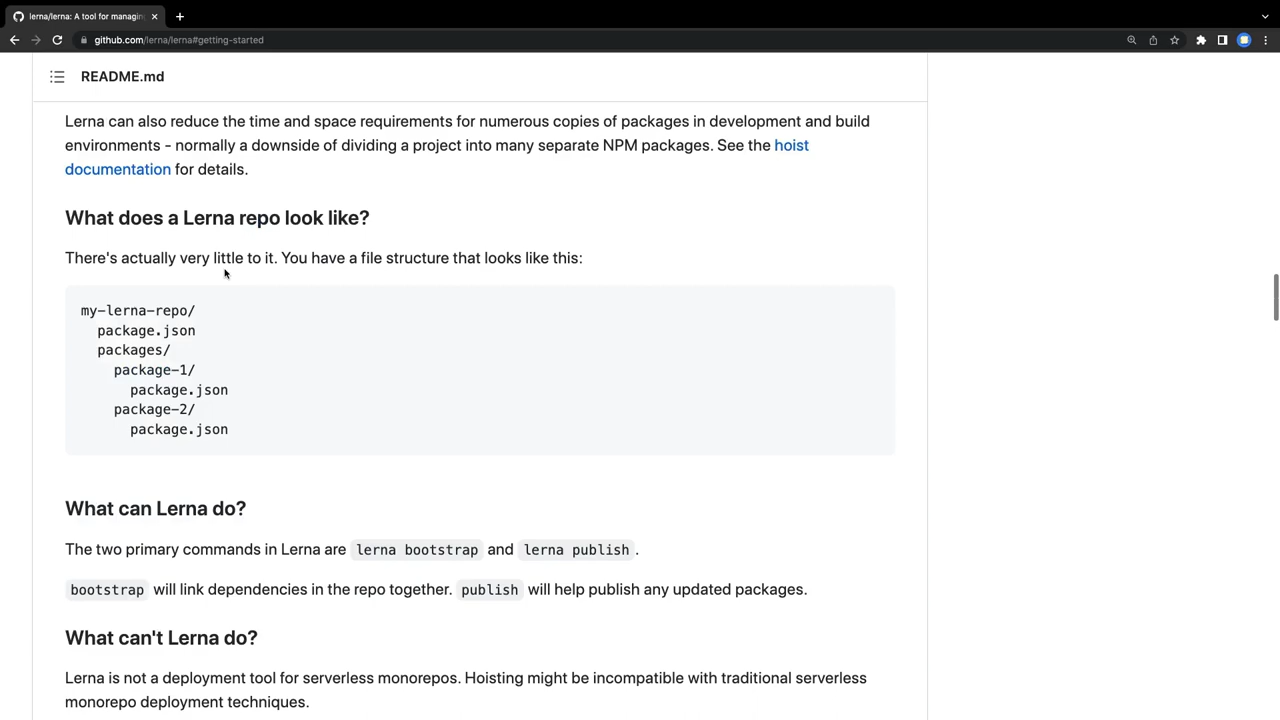 lerna/lerna: A tool for managin
github.com/lerna/lerna#getting-started
README.md
Lerna can also reduce the time and space requirements for numerous copies of packages in development and build
environments - normally a downside of dividing a project into many separate NPM packages. See the hoist
documentation for details.
What does a Lerna repo look like?
There's actually very little to it. You have a file structure that looks like this:
my-lerna-repo/
package.json
packages/
package-1/
package.json
package-2/
package.json
What can Lerna do?
The two primary commands in Lerna are lerna bootstrap and lerna publish .
bootstrap will link dependencies in the repo together. publish will help publish any updated packages.
What can't Lerna do?
Lerna is not a deployment tool for serverless monorepos. Hoisting might be incompatible with traditional serverless
monorepo deployment techniques.